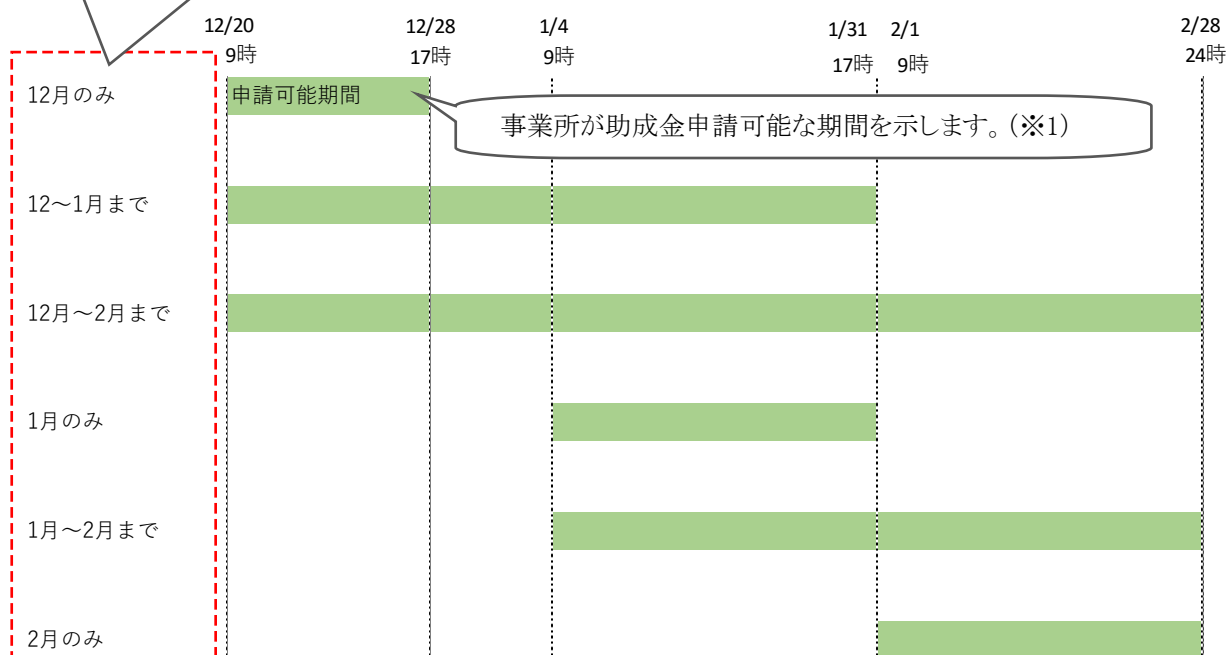 12/20
12/28
1/4
1/31
2/1
2/28
9時
17時
9時
17時
9時
24時
12月のみ
申請可能期間
事業所が助成金申請可能な期間を示します。(※1)
12～1月まで
12月～2月まで
1月のみ
1月～2月まで
2月のみ